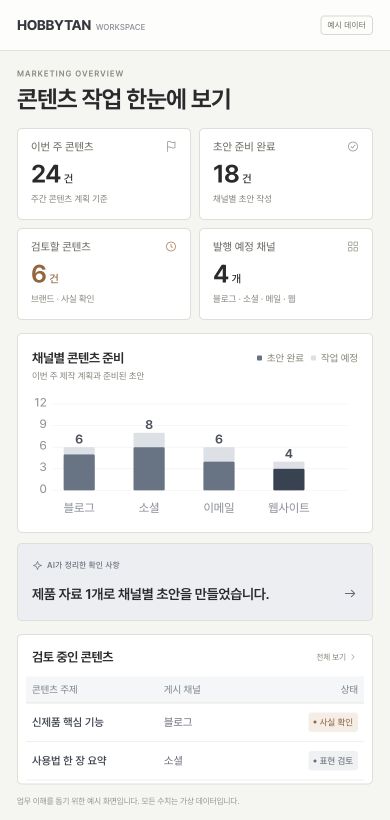 HOBBYTAN WORKSPACE
예시 데이터
MARKETING OVERVIEW
콘텐츠 작업 한눈에 보기
이번 주 콘텐츠
24 건
주간 콘텐츠 계획 기준
초안 준비 완료
18 건
채널별 초안 작성
검토할 콘텐츠
6 건
브랜드 · 사실 확인
발행 예정 채널
4 개
블로그 · 소셜 · 메일 · 웹
채널별 콘텐츠 준비
초안 완료 작업 예정
이번 주 제작 계획과 준비된 초안
12
9
6
3
0
6
8
6
4
블로그 소셜 이메일 웹사이트
AI가 정리한 확인 사항
제품 자료 1개로 채널별 초안을 만들었습니다.
검토 중인 콘텐츠
전체 보기
콘텐츠 주제 게시 채널 상태
신제품 핵심 기능 블로그 사실 확인
사용법 한 장 요약 소셜 표현 검토
업무 이해를 돕기 위한 예시 화면입니다. 모든 수치는 가상 데이터입니다.